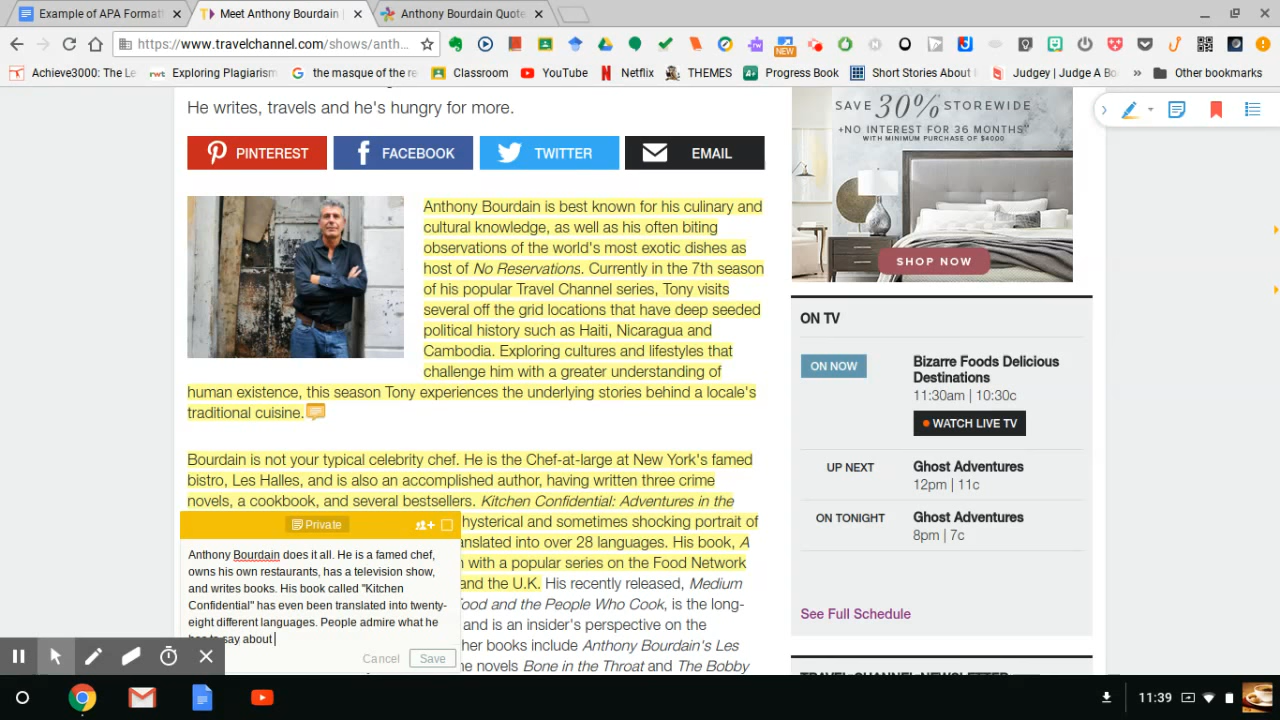 Example of APA Formatt
Meet Anthony Bourdain |
Anthony Bourdain Quote
https://www.travelchannel.com/shows/anth...
NEW
Achieve3000: The Le
rwt Exploring Plagiarism
the masque of the re
Classroom
YouTube
Netflix
THEMES
Progress Book
Short Stories About
Judgey | Judge A Bo
»
Other bookmarks
He writes, travels and he's hungry for more.
PINTEREST
FACEBOOK
TWITTER
EMAIL
Anthony Bourdain is best known for his culinary and
cultural knowledge, as well as his often biting
observations of the world's most exotic dishes as
host of No Reservations. Currently in the 7th season
of his popular Travel Channel series, Tony visits
several off the grid locations that have deep seeded
political history such as Haiti, Nicaragua and
Cambodia. Exploring cultures and lifestyles that
challenge him with a greater understanding of
human existence, this season Tony experiences the underlying stories behind a locale's
traditional cuisine.
Bourdain is not your typical celebrity chef. He is the Chef-at-large at New York's famed
bistro, Les Halles, and is also an accomplished author, having written three crime
novels, a cookbook, and several bestsellers. Kitchen Confidential: Adventures in the
hysterical and sometimes shocking portrait of
anslated into over 28 languages. His book, A
n with a popular series on the Food Network
and the U.K. His recently released, Medium
ood and the People Who Cook, is the long-
and is an insider's perspective on the
her books include Anthony Bourdain's Les
ne novels Bone in the Throat and The Bobby
Private
Anthony Bourdain does it all. He is a famed chef,
owns his own restaurants, has a television show,
and writes books. His book called "Kitchen
Confidential" has even been translated into twenty-
eight different languages. People admire what he
say about
Cancel
Save
SAVE 30% STOREWIDE
+NO INTEREST FOR 36 MONTHS*
WITH MINIMUM PURCHASE OF $4000
SHOP NOW
ON TV
ON NOW
Bizarre Foods Delicious
Destinations
11:30am | 10:30c
WATCH LIVE TV
UP NEXT
Ghost Adventures
12pm | 11c
ON TONIGHT
Ghost Adventures
8pm | 7c
See Full Schedule
TRAVEL CHANNEL NEWSLETTER
11:39